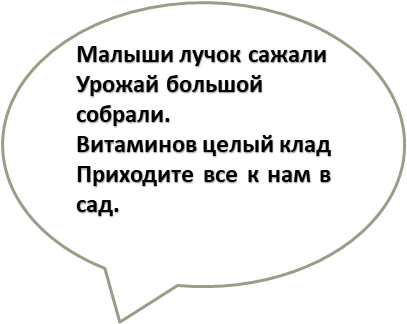 Малыши лучок сажали
Урожай большой
собрали.
Витаминов целый клад
Приходите все к нам в
сад.